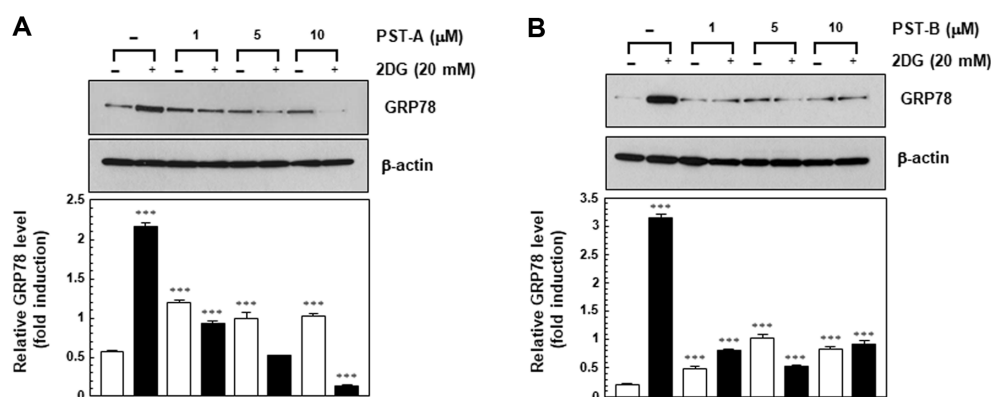 A
– 1 5 10 PST-A (μM)
– + – + – + – + 2DG (20 mM)
GRP78
β-actin
Relative GRP78 level
(fold induction)
2.5
2
1.5
1
0.5
0
*** *** *** *** *** ***
B
– 1 5 10 PST-B (μM)
– + – + – + – + 2DG (20 mM)
GRP78
β-actin
Relative GRP78 level
(fold induction)
3.5
3
2.5
2
1.5
1
0.5
0
*** *** *** *** *** *** ***